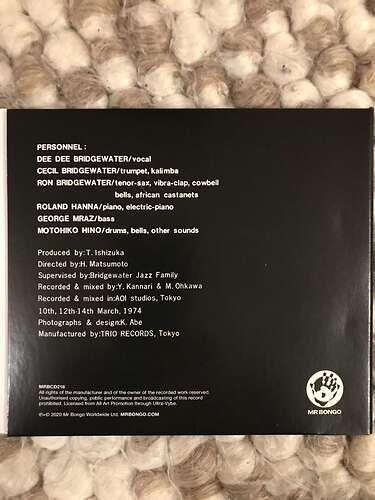 PERSONNEL :
DEE DEE BRIDGEWATER/vocal
CECIL BRIDGEWATER/trumpet, kalimba
RON BRIDGEWATER/tenor-sax, vibra-clap, cowbell
bells, african castanets
ROLAND HANNA/piano, electric-piano
GEORGE MRAZ/bass
MOTOHIKO HINO/drums, bells, other sounds
Produced by:T. Ishizuka
Directed by:H. Matsumoto
Supervised by:Bridgewater Jazz Family
Recorded & mixed by:Y. Kannari & M. Ohkawa
Recorded & mixed in:AOI studios, Tokyo
10th, 12th-14th March, 1974
Photographs & design:K. Abe
Manufactured by:TRIO RECORDS, Tokyo
MRBCD218
All rights of the manufacturer and of the owner of the recorded work reserved.
Unauthorised copying, public performance and broadcasting of this record
prohibited. Licensed from All Art Promotion through Ultra-Vybe.
℗+© 2020 Mr Bongo Worldwide Ltd. MRBONGO.COM
MR BONGO